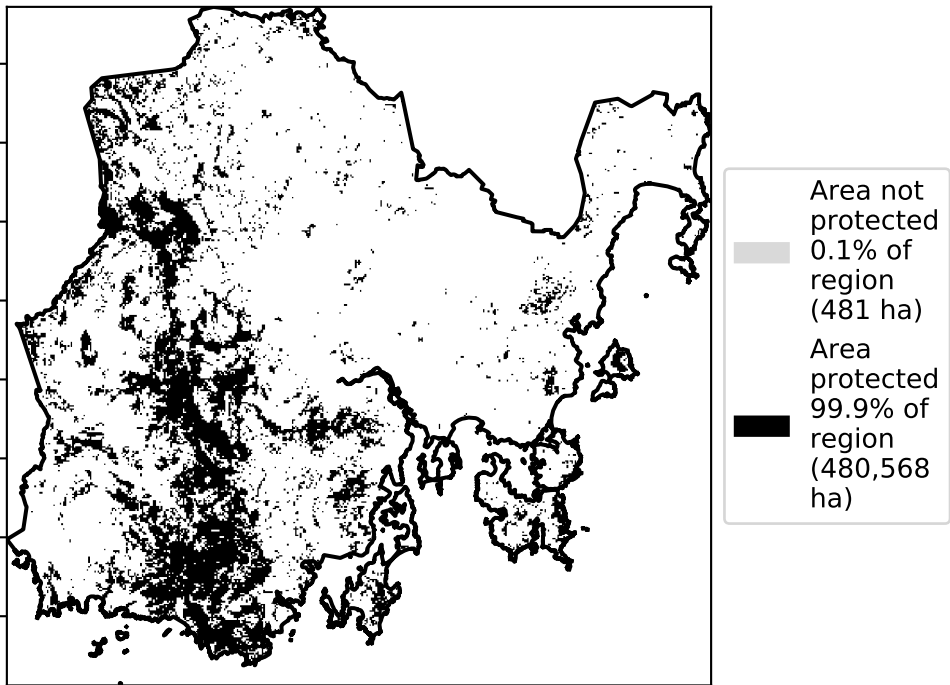 Area not
protected
0.1% of
region
(481 ha)
Area
protected
99.9% of
region
(480,568
ha)